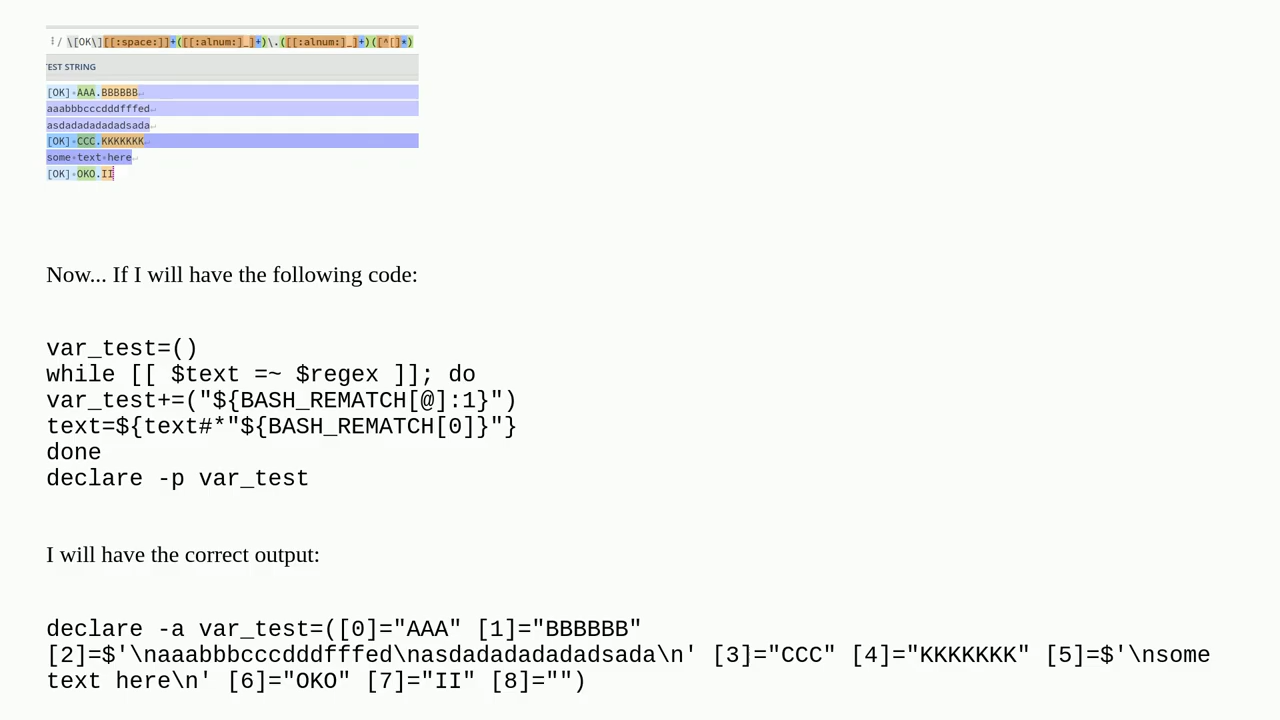 / \[OK\][[:space:]]+([[:alnum:]_]+)\.([[:alnum:]_]+)([^[]*)
EST STRING
[OK]·AAA.BBBBBB↵
aaabbbcccdddfffed↵
asdadadadadadsada↵
[OK]·CCC.KKKKKKK↵
some·text·here↵
[OK]·OKO.II
Now... If I will have the following code:
var_test=()
while [[ $text =~ $regex ]]; do
var_test+=("${BASH_REMATCH[@]:1}")
text=${text#*"${BASH_REMATCH[0]}"}
done
declare -p var_test
I will have the correct output:
declare -a var_test=([0]="AAA" [1]="BBBBBB"
[2]=$'\naaabbbcccdddfffed\nasdadadadadadsada\n' [3]="CCC" [4]="KKKKKKK" [5]=$'\nsome
text here\n' [6]="OKO" [7]="II" [8]="")